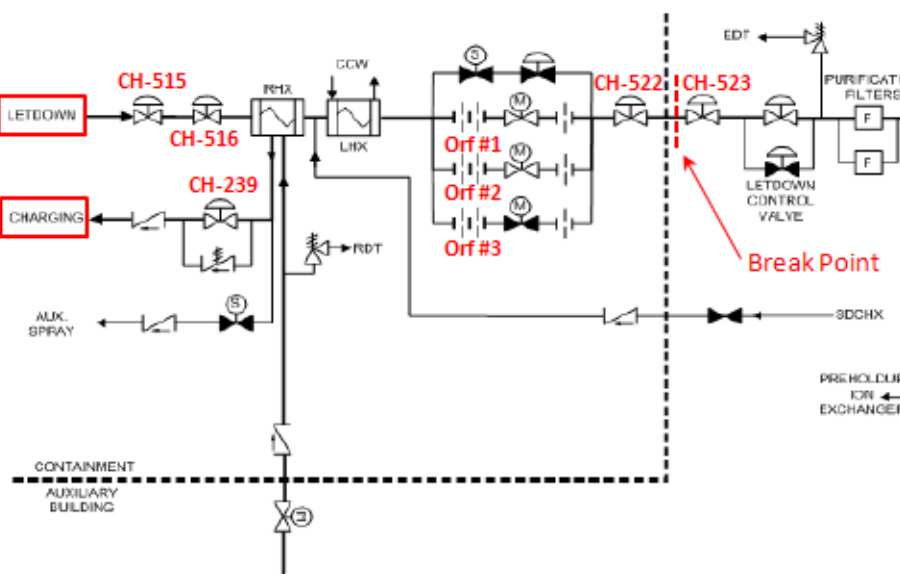 EDT
CCW
CH-515
RHX
CH-522
CH-523
PURIFICATI
FILTERS
LETDOWN
CH-516
LHX
Orf #1
Orf #2
Orf #3
S
M
M
M
F
F
LETDOWN
CONTROL
VALVE
CH-239
CHARGING
RDT
Break Point
S
AUX.
SPRAY
SDCHX
PREHOLDUP
ION
EXCHANGER
CONTAINMENT
AUXILIARY
BUILDING
M